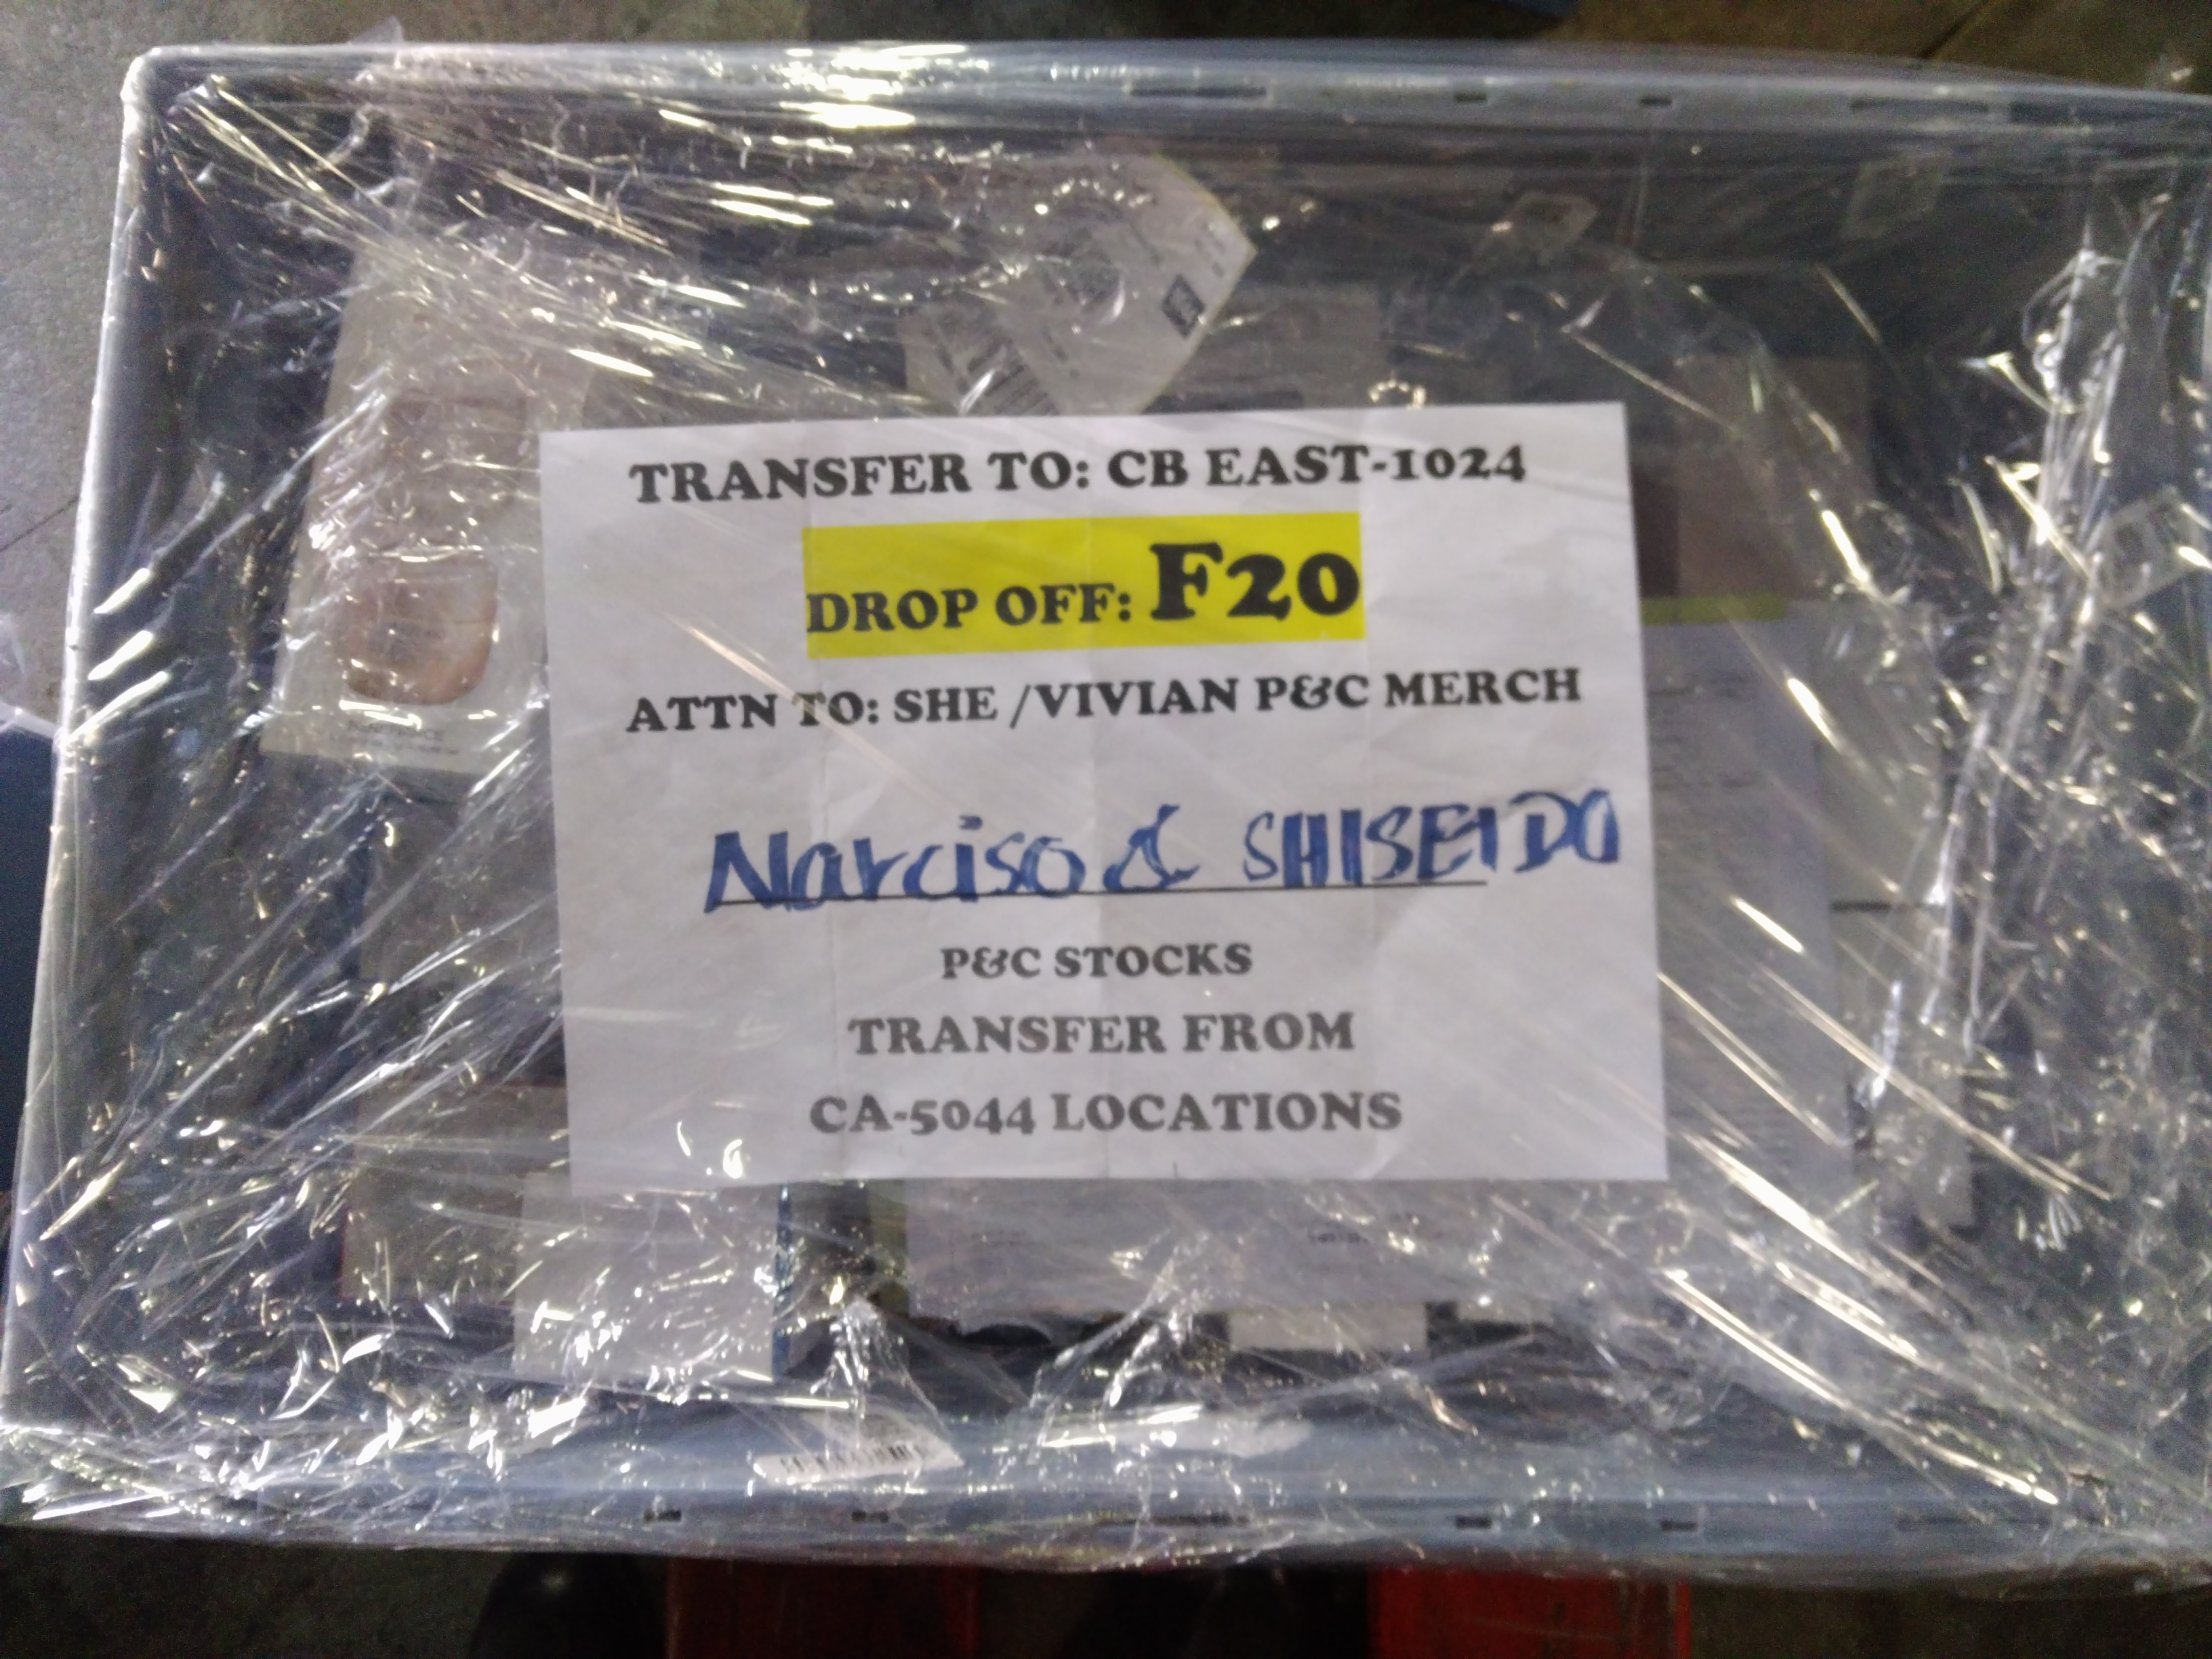 TRANSFER TO: CB EAST-1024
DROP OFF: F20
ATTN TO: SHE /VIVIAN P&C MERCH
Narciso & SHISEIDO
P&C STOCKS
TRANSFER FROM
CA-5044 LOCATIONS